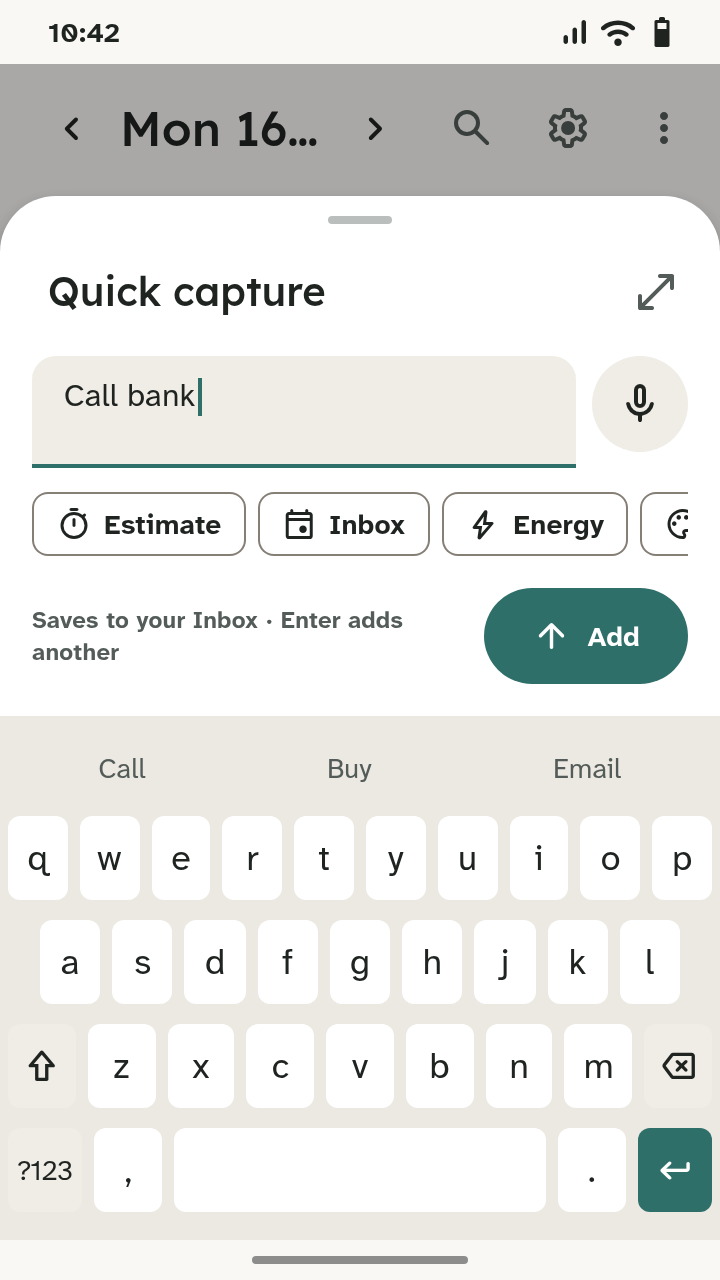 10:42
Mon 16…
Quick capture
Call bank
Estimate
Inbox
Energy
Saves to your Inbox · Enter adds
another
Add
Call
Buy
Email
q w e r t y u i o p
a s d f g h j k l
z x c v b n m
?123 , .